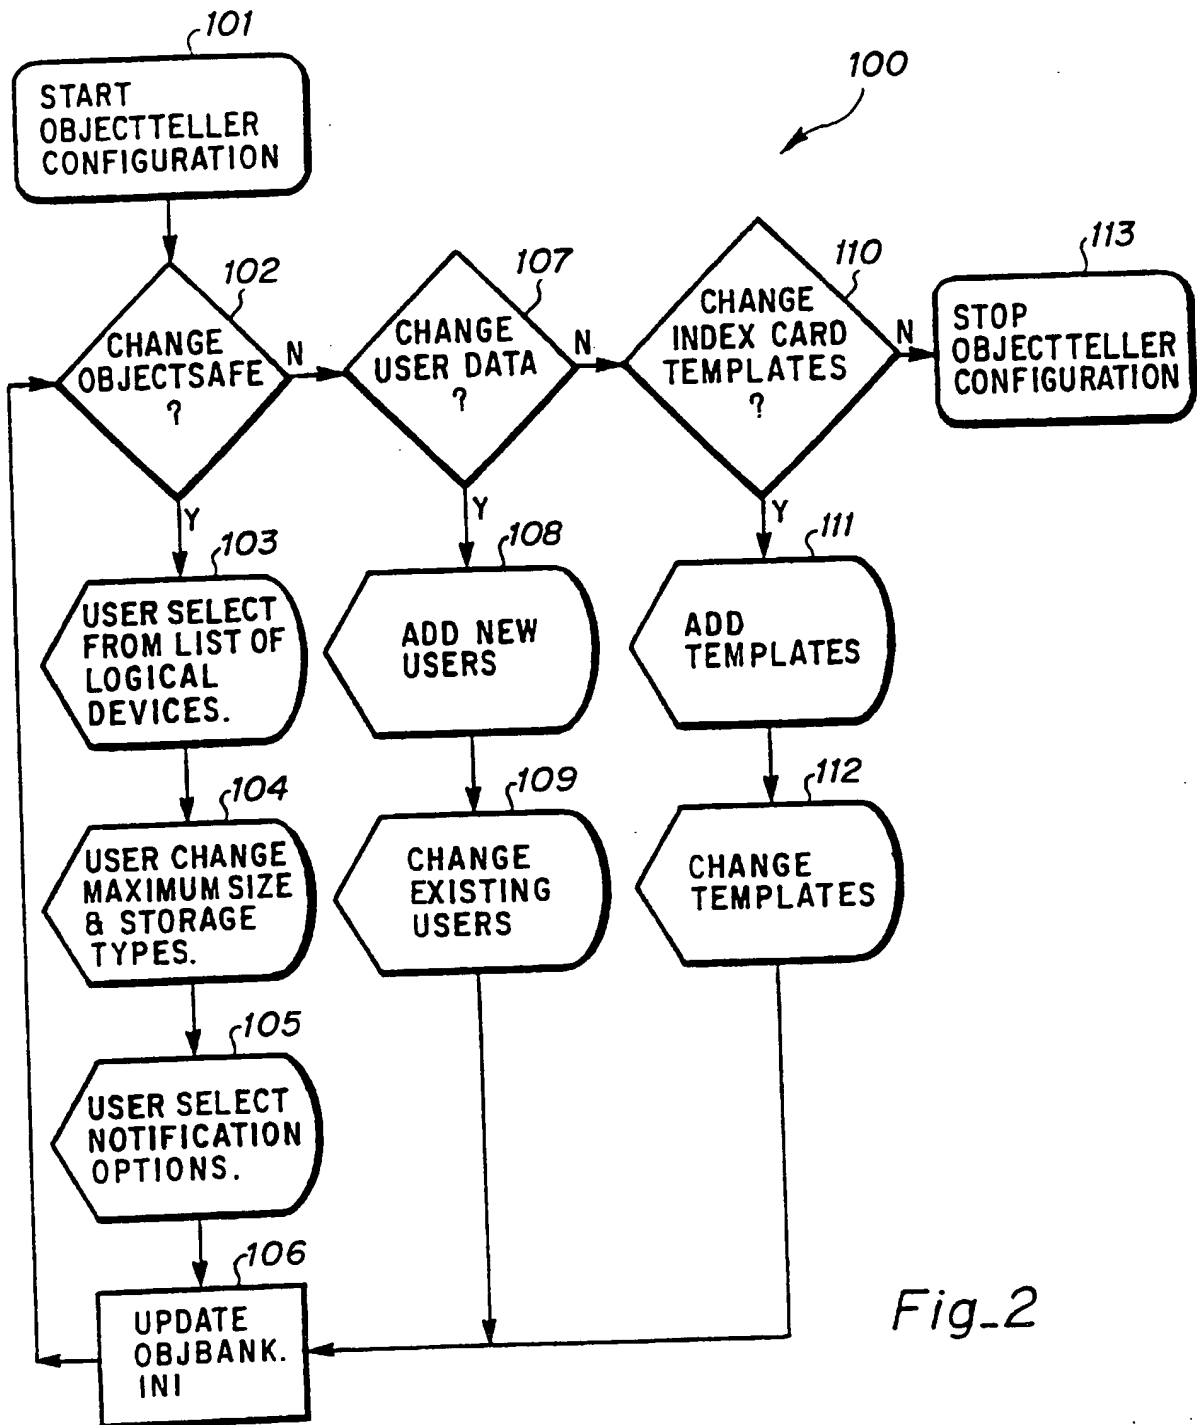 101
START
OBJECTTELLER
CONFIGURATION
100
102
CHANGE
OBJECTSAFE
?
N
Y
107
CHANGE
USER DATA
?
N
Y
110
CHANGE
INDEX CARD
TEMPLATES
?
N
Y
113
STOP
OBJECTTELLER
CONFIGURATION
103
USER SELECT
FROM LIST OF
LOGICAL
DEVICES.
108
ADD NEW
USERS
111
ADD
TEMPLATES
104
USER CHANGE
MAXIMUM SIZE
& STORAGE
TYPES.
109
CHANGE
EXISTING
USERS
112
CHANGE
TEMPLATES
105
USER SELECT
NOTIFICATION
OPTIONS.
106
UPDATE
OBJBANK.
INI
Fig_2